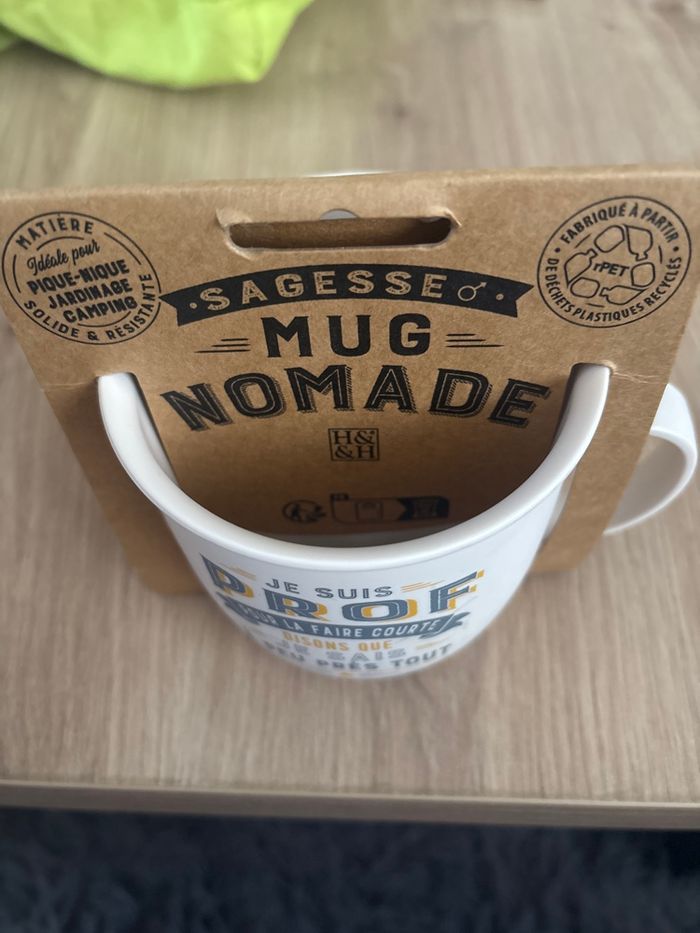 MATIÈRE
Idéale pour
PIQUE-NIQUE
JARDINAGE
CAMPING
SOLIDE & RÉSISTANTE
FABRIQUÉ À PARTIR
DE DÉCHETS PLASTIQUES RECYCLÉS
rPET
SAGESSE ♂
MUG
NOMADE
H&
&H
JE SUIS
PROF
POUR LA FAIRE COURTE
DISONS QUE
JE SAIS
PEU PRÈS TOUT